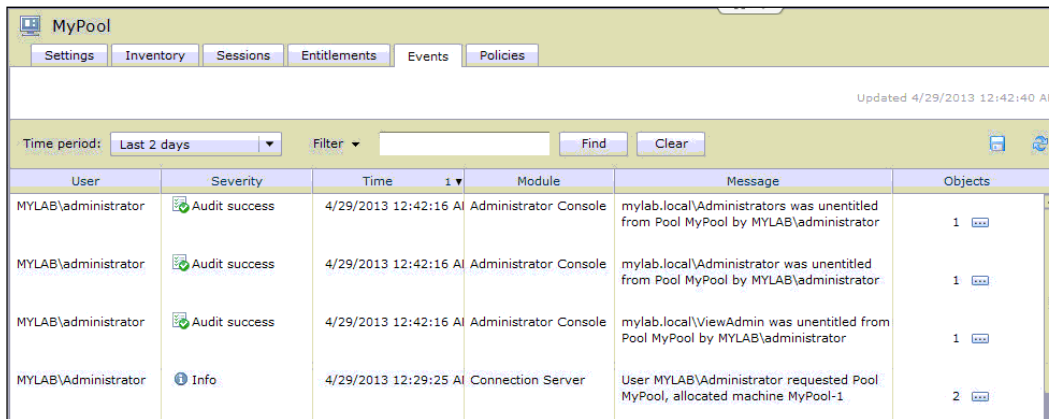 MyPool
Settings Inventory Sessions Entitlements Events Policies
Updated 4/29/2013 12:42:40 A
Time period: Last 2 days Filter Find Clear
User Severity Time 1 Module Message Objects
MYLAB\administrator Audit success 4/29/2013 12:42:16 A Administrator Console mylab.local\Administrators was unentitled
from Pool MyPool by MYLAB\administrator 1
MYLAB\administrator Audit success 4/29/2013 12:42:16 A Administrator Console mylab.local\Administrator was unentitled
from Pool MyPool by MYLAB\administrator 1
MYLAB\administrator Audit success 4/29/2013 12:42:16 A Administrator Console mylab.local\ViewAdmin was unentitled from
Pool MyPool by MYLAB\administrator 1
MYLAB\Administrator Info 4/29/2013 12:29:25 A Connection Server User MYLAB\Administrator requested Pool
MyPool, allocated machine MyPool-1 2